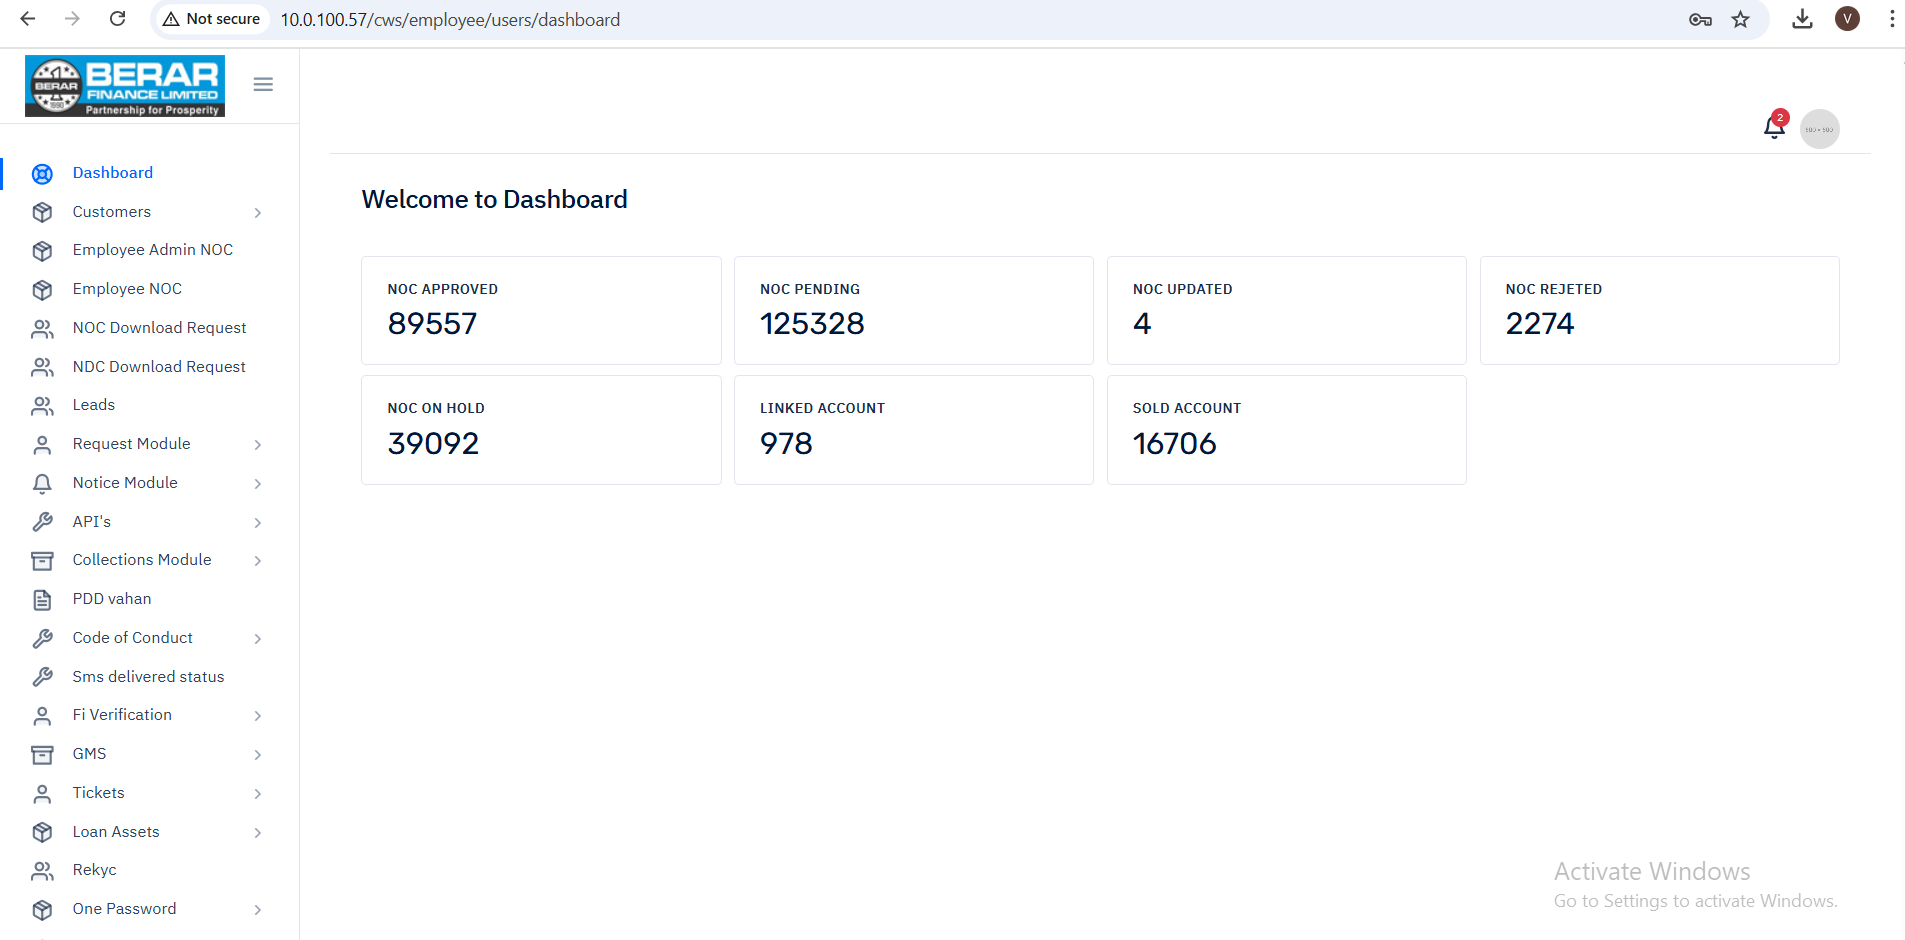 Not secure 10.0.100.57/cws/employee/users/dashboard
V
BERAR
BERAR
FINANCE LIMITED
1990
Partnership for Prosperity
2
Dashboard
Customers
Employee Admin NOC
Employee NOC
NOC Download Request
NDC Download Request
Leads
Request Module
Notice Module
API's
Collections Module
PDD vahan
Code of Conduct
Sms delivered status
Fi Verification
GMS
Tickets
Loan Assets
Rekyc
One Password
Welcome to Dashboard
NOC APPROVED
89557
NOC PENDING
125328
NOC UPDATED
4
NOC REJETED
2274
NOC ON HOLD
39092
LINKED ACCOUNT
978
SOLD ACCOUNT
16706
Activate Windows
Go to Settings to activate Windows.